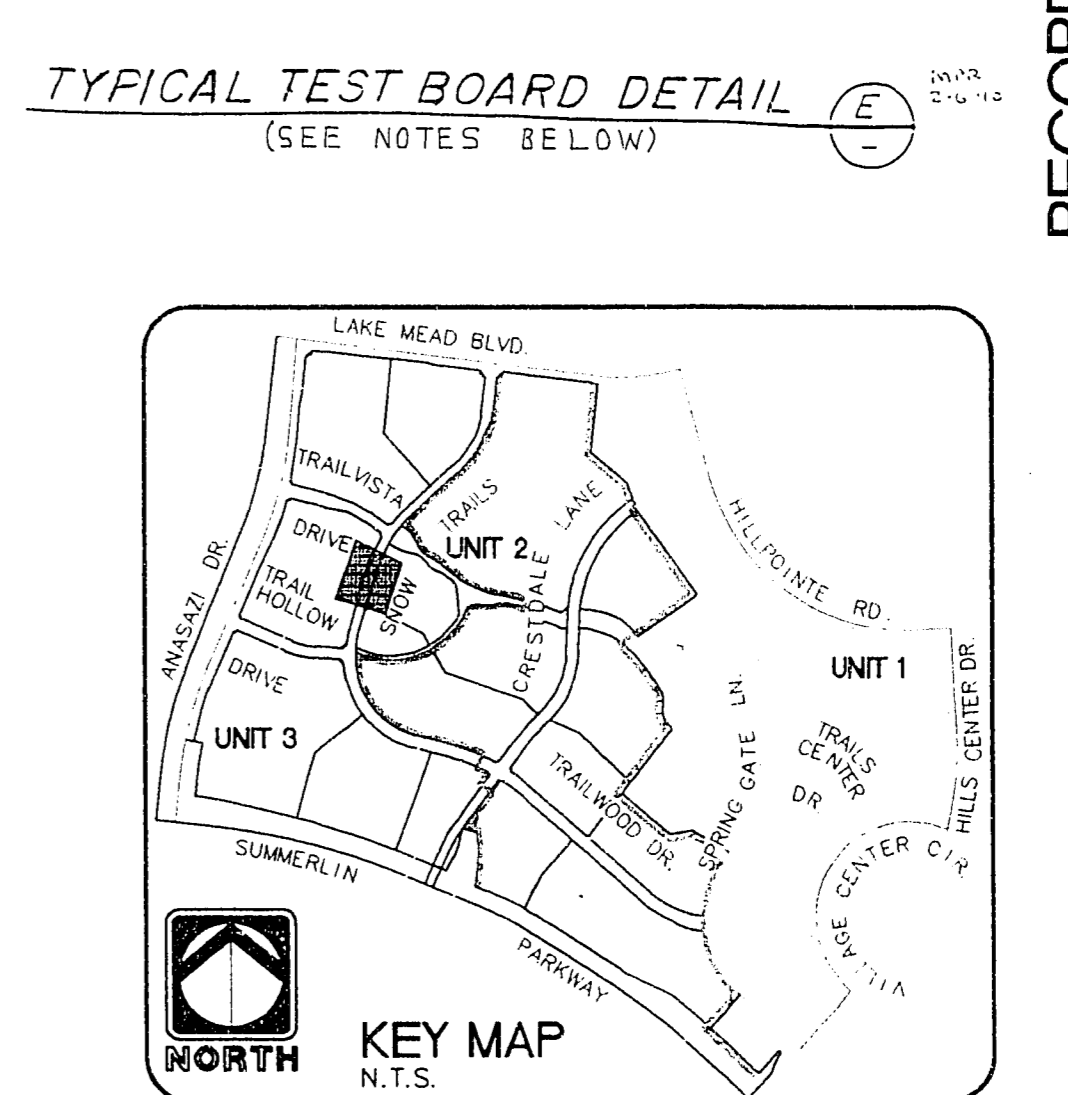 TYPICAL TEST BOARD DETAIL
E
-
(SEE NOTES BELOW)
LAKE MEAD BLVD.
TRAILVISTA
DRIVE
TRAILS
UNIT 2
CRESTDALE LANE
HILLPOINTE RD.
ANASAZI DR.
TRAIL
HOLLOW
DRIVE
SNOW
UNIT 1
UNIT 3
TRAILS
CENTER
DR
HILLS CENTER DR.
SPRING GATE LN.
TRAILWOOD DR.
VILLAGE CENTER CIR
SUMMERLIN
PARKWAY
NORTH
KEY MAP
N.T.S.